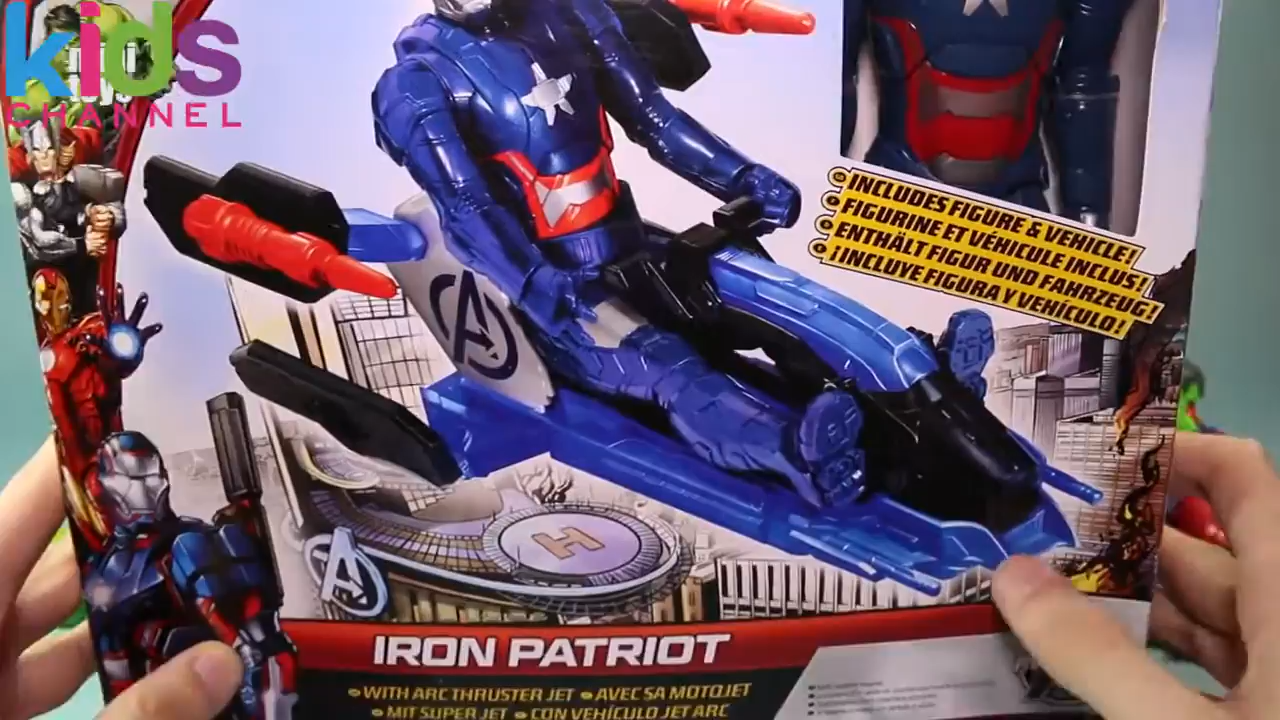 kids
CHANNEL
INCLUDES FIGURE & VEHICLE!
FIGURINE ET VÉHICULE INCLUS!
ENTHÄLT FIGUR UND FAHRZEUG!
¡INCLUYE FIGURA Y VEHÍCULO!
H
IRON PATRIOT
•WITH ARC THRUSTER JET •AVEC SA MOTOJET
•MIT SUPER JET •CON VEHÍCULO JET ARC